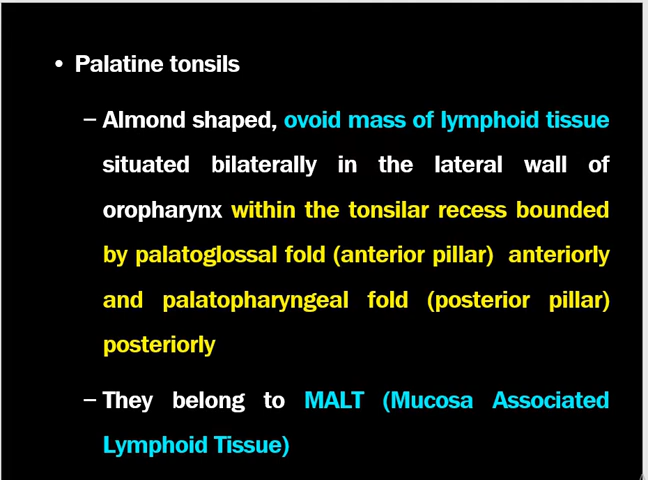 • Palatine tonsils
– Almond shaped, ovoid mass of lymphoid tissue
situated bilaterally in the lateral wall of
oropharynx within the tonsilar recess bounded
by palatoglossal fold (anterior pillar) anteriorly
and palatopharyngeal fold (posterior pillar)
posteriorly
– They belong to MALT (Mucosa Associated
Lymphoid Tissue)